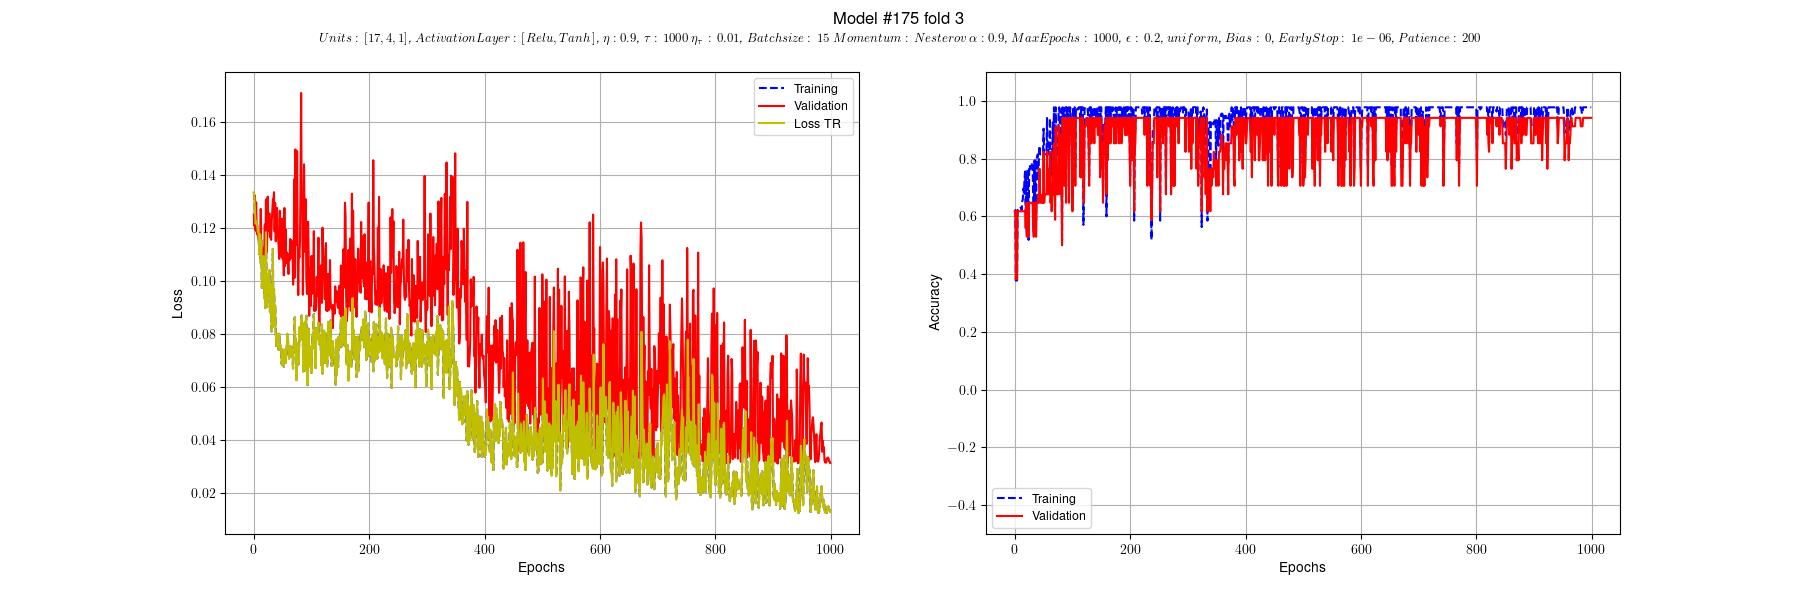 Model #175 fold 3
Units : [17, 4, 1], ActivationLayer : [Relu, Tanh], η : 0.9, τ : 1000 ητ : 0.01, Batchsize : 15 Momentum : Nesterov α : 0.9, MaxEpochs : 1000, ϵ : 0.2, uniform, Bias : 0, EarlyStop : 1e − 06, Patience : 200
Loss
0.16
0.14
0.12
0.10
0.08
0.06
0.04
0.02
0 200 400 600 800 1000
Epochs
Training
Validation
Loss TR
Accuracy
1.0
0.8
0.6
0.4
0.2
0.0
−0.2
−0.4
0 200 400 600 800 1000
Epochs
Training
Validation